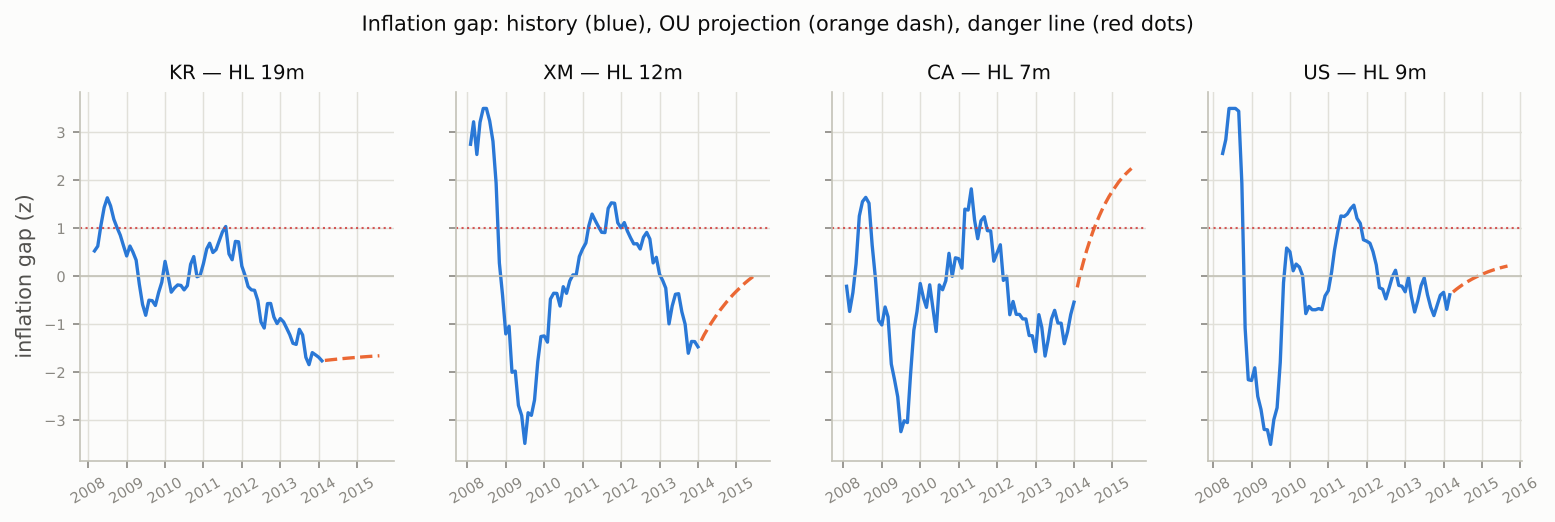 Inflation gap: history (blue), OU projection (orange dash), danger line (red dots)
KR — HL 19m
XM — HL 12m
CA — HL 7m
US — HL 9m
inflation gap (z)
3
2
1
0
−1
−2
−3
2008 2009 2010 2011 2012 2013 2014 2015
2008 2009 2010 2011 2012 2013 2014 2015
2008 2009 2010 2011 2012 2013 2014 2015
2008 2009 2010 2011 2012 2013 2014 2015 2016